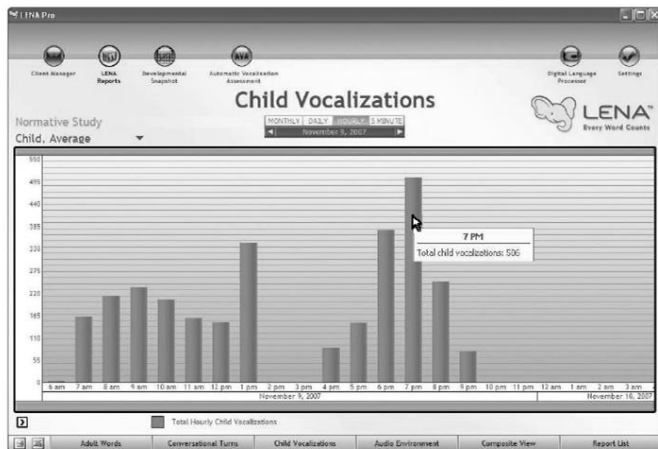 LENA Pro
Client Manager
LENA Reports
Developmental Snapshot
Automatic Vocalization Assessment
Digital Language Processor
Settings
Child Vocalizations
LENA™
Every Word Counts
Normative Study
Child, Average
MONTHLY DAILY HOURLY 5 MINUTE
November 9, 2007
550
495
440
385
330
275
220
165
110
55
0
7 PM
Total child vocalizations: 506
6 am 7 am 8 am 9 am 10 am 11 am 12 pm 1 pm 2 pm 3 pm 4 pm 5 pm 6 pm 7 pm 8 pm 9 pm 10 pm 11 pm 12 am 1 am 2 am 3 am
November 9, 2007 November 10, 2007
Total Hourly Child Vocalizations
Adult Words Conversational Turns Child Vocalizations Audio Environment Composite View Report List